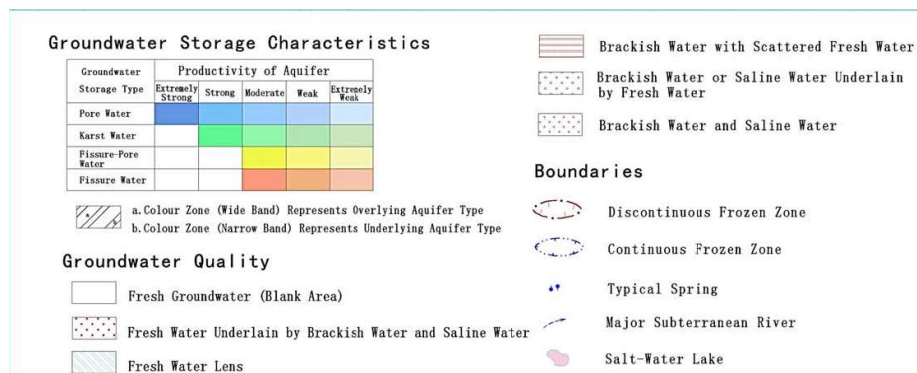 Groundwater Storage Characteristics
Groundwater
Storage Type
Productivity of Aquifer
Extremely
Strong
Strong
Moderate
Weak
Extremely
Weak
Pore Water
Karst Water
Fissure-Pore
Water
Fissure Water
a
b
a.Colour Zone (Wide Band) Represents Overlying Aquifer Type
b.Colour Zone (Narrow Band) Represents Underlying Aquifer Type
Groundwater Quality
Fresh Groundwater (Blank Area)
Fresh Water Underlain by Brackish Water and Saline Water
Fresh Water Lens
Brackish Water with Scattered Fresh Water
Brackish Water or Saline Water Underlain
by Fresh Water
Brackish Water and Saline Water
Boundaries
Discontinuous Frozen Zone
Continuous Frozen Zone
Typical Spring
Major Subterranean River
Salt-Water Lake